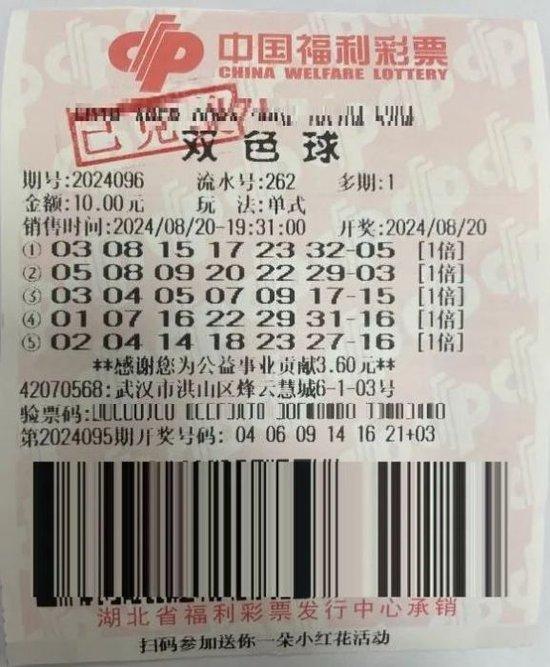 中国福利彩票
CHINA WELFARE LOTTERY
已兑奖
双色球
期号:2024096 流水号:262 多期:1
金额:10.00元 玩 法:单式
销售时间:2024/08/20-19:31:00 开奖:2024/08/20
① 03 08 15 17 23 32-05 [1倍]
② 05 08 09 20 22 29-03 [1倍]
③ 03 04 05 07 09 17-15 [1倍]
④ 01 07 16 22 29 31-16 [1倍]
⑤ 02 04 14 18 23 27-16 [1倍]
**感谢您为公益事业贡献3.60元**
42070568:武汉市洪山区烽云慧城6-1-03号
验票码:
第2024095期开奖号码: 04 06 09 14 16 21+03
湖北省福利彩票发行中心承销
扫码参加送你一朵小红花活动